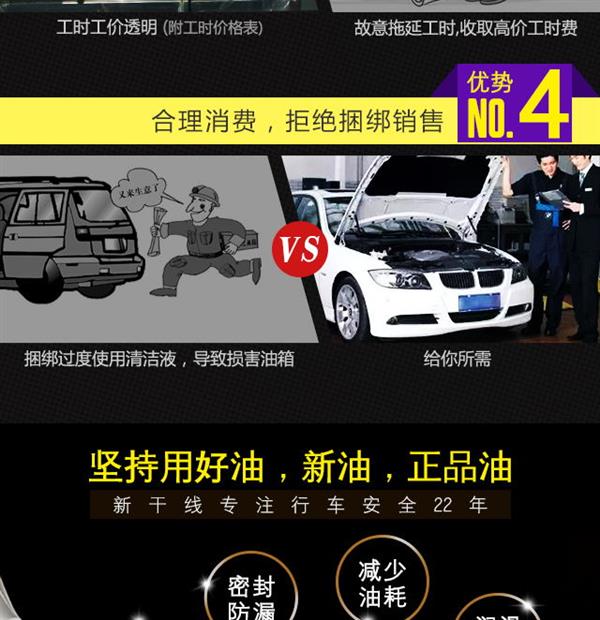 工时工价透明 (附工时价格表)
故意拖延工时,收取高价工时费
优势
NO.4
合理消费，拒绝捆绑销售
又来生意了
VS
捆绑过度使用清洁液，导致损害油箱
给你所需
坚持用好油，新油，正品油
新干线专注行车安全22年
减少
油耗
密封
防漏